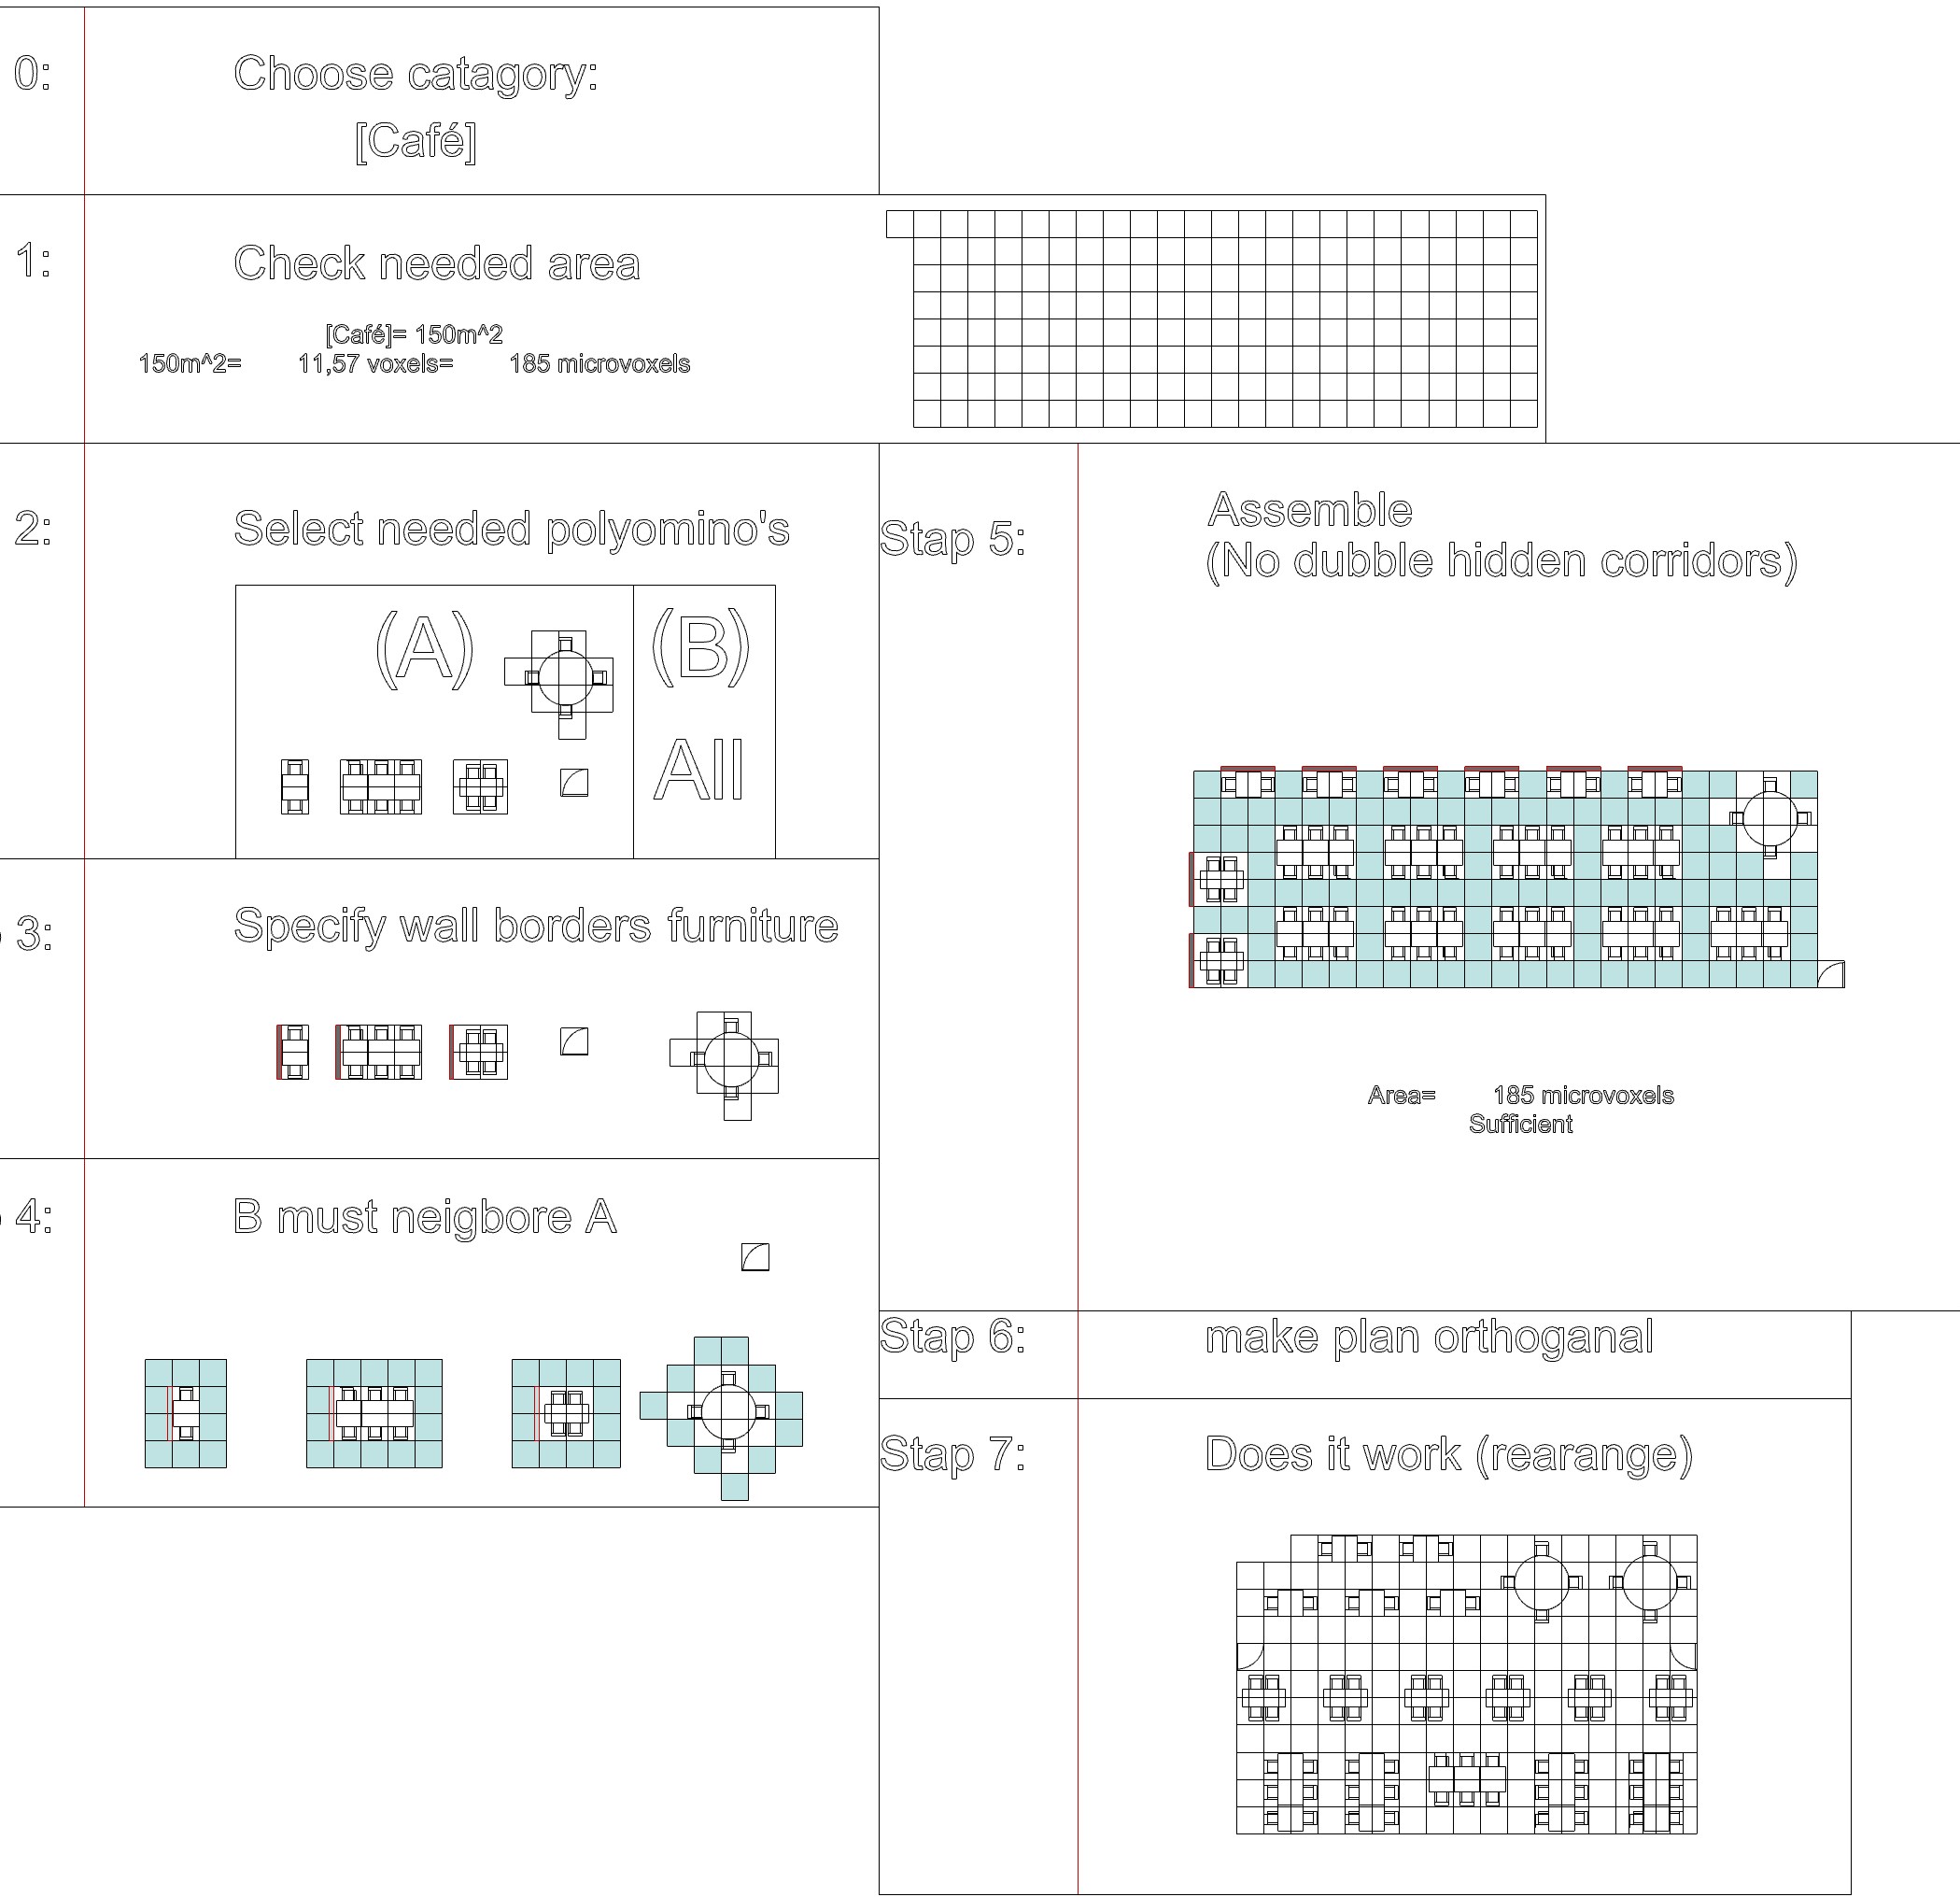 0:
Choose catagory:
[Café]
1:
Check needed area
[Café]= 150m^2
150m^2= 11,57 voxels= 185 microvoxels
2:
Select needed polyomino's
(A)
(B)
All
3:
Specify wall borders furniture
4:
B must neigbore A
Stap 5:
Assemble
(No dubble hidden corridors)
Area= 185 microvoxels
Sufficient
Stap 6:
make plan orthoganal
Stap 7:
Does it work (rearange)